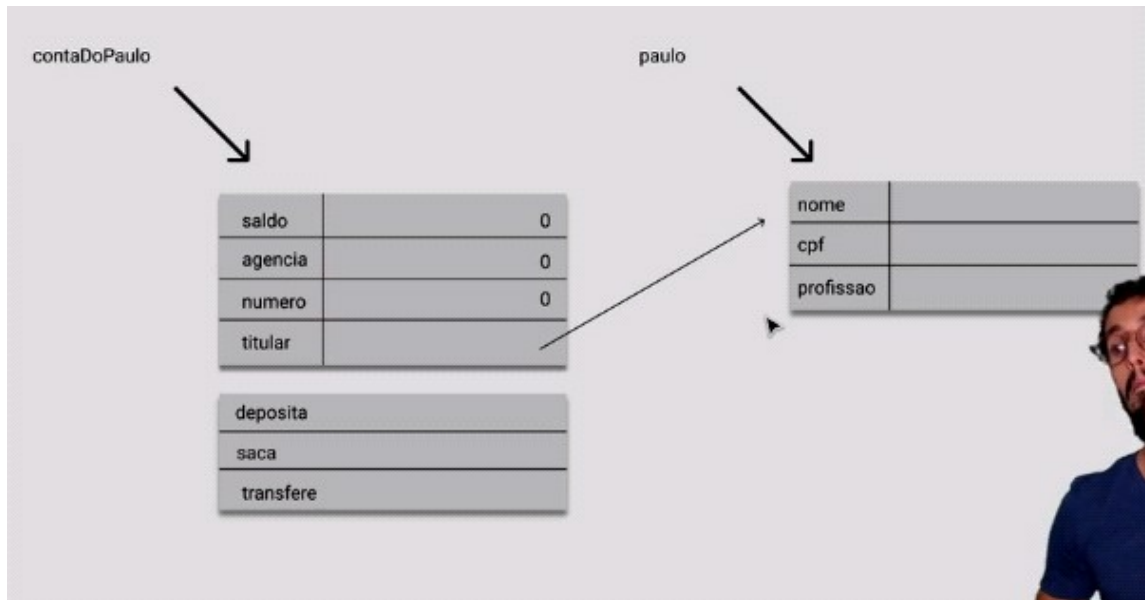 contaDoPaulo
paulo
saldo 0
agencia 0
numero 0
titular
nome
cpf
profissao
deposita
saca
transfere